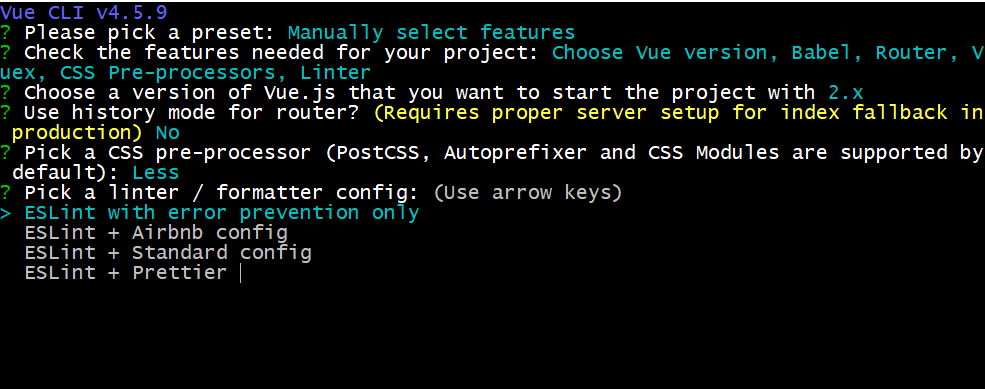 Vue CLI v4.5.9
? Please pick a preset: Manually select features
? Check the features needed for your project: Choose Vue version, Babel, Router, V
uex, CSS Pre-processors, Linter
? Choose a version of Vue.js that you want to start the project with 2.x
? Use history mode for router? (Requires proper server setup for index fallback in
production) No
? Pick a CSS pre-processor (PostCSS, Autoprefixer and CSS Modules are supported by
default): Less
? Pick a linter / formatter config: (Use arrow keys)
> ESLint with error prevention only
ESLint + Airbnb config
ESLint + Standard config
ESLint + Prettier